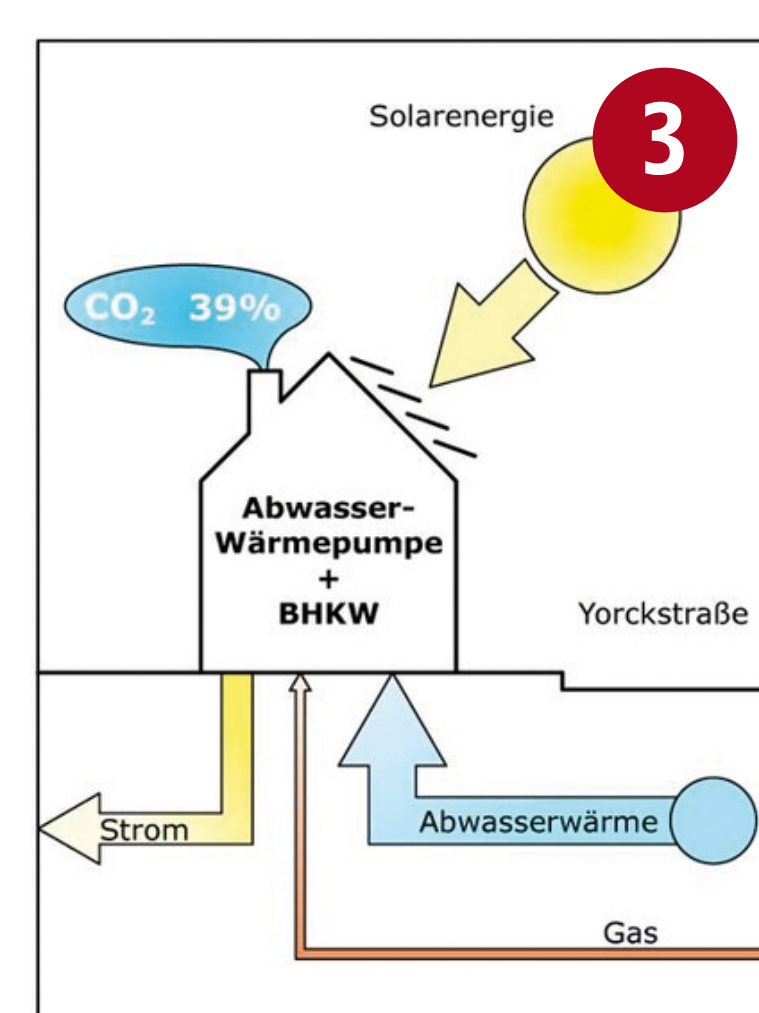 3
Solarenergie
CO₂ 39%
Abwasser-
Wärmepumpe
+
BHKW
Yorckstraße
Strom
Abwasserwärme
Gas